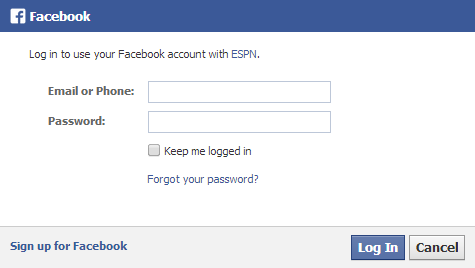 Facebook
Log in to use your Facebook account with ESPN.
Email or Phone:
Password:
Keep me logged in
Forgot your password?
Sign up for Facebook
Log In
Cancel